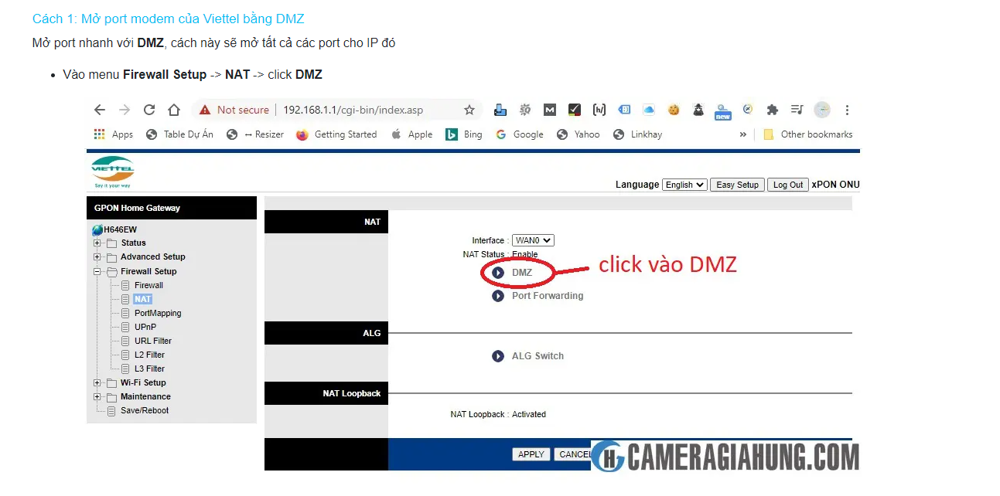 Cách 1: Mở port modem của Viettel bằng DMZ
Mở port nhanh với DMZ, cách này sẽ mở tất cả các port cho IP đó
Vào menu Firewall Setup -> NAT -> click DMZ
Not secure 192.168.1.1/cgi-bin/index.asp
new
Apps Table Dự Án ↔ Resizer Getting Started Apple Bing Google Yahoo Linkhay » Other bookmarks
VIETTEL
Say it your way
Language English Easy Setup Log Out xPON ONU
GPON Home Gateway
H646EW
Status
Advanced Setup
Firewall Setup
Firewall
NAT
PortMapping
UPnP
URL Filter
L2 Filter
L3 Filter
Wi-Fi Setup
Maintenance
Save/Reboot
NAT
Interface : WAN0
NAT Status : Enable
DMZ
click vào DMZ
Port Forwarding
ALG
ALG Switch
NAT Loopback
NAT Loopback : Activated
APPLY CANCEL
CAMERAGIAHUNG.COM